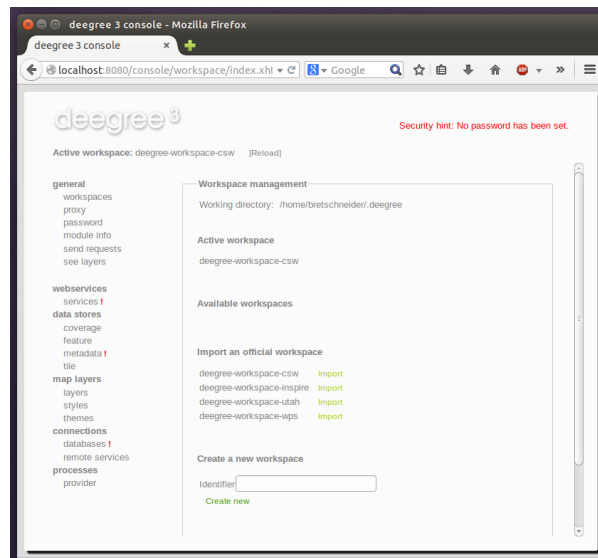 deegree 3 console - Mozilla Firefox
deegree 3 console
localhost:8080/console/workspace/index.xhl
Google
ABP
deegree 3
Security hint: No password has been set.
Active workspace: deegree-workspace-csw [Reload]
general
workspaces
proxy
password
module info
send requests
see layers
webservices
services !
data stores
coverage
feature
metadata !
tile
map layers
layers
styles
themes
connections
databases !
remote services
processes
provider
Workspace management
Working directory: /home/bretschneider/.deegree
Active workspace
deegree-workspace-csw
Available workspaces
Import an official workspace
deegree-workspace-csw Import
deegree-workspace-inspire Import
deegree-workspace-utah Import
deegree-workspace-wps Import
Create a new workspace
Identifier
Create new